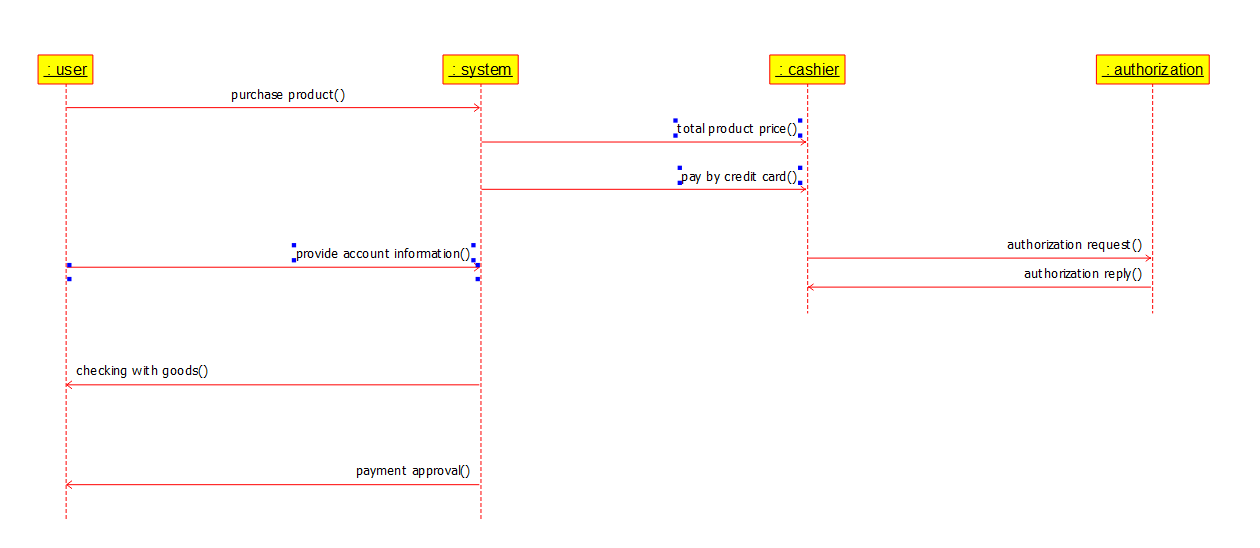 : user
: system
: cashier
: authorization
purchase product()
total product price()
pay by credit card()
authorization request()
provide account information()
authorization reply()
checking with goods()
payment approval()